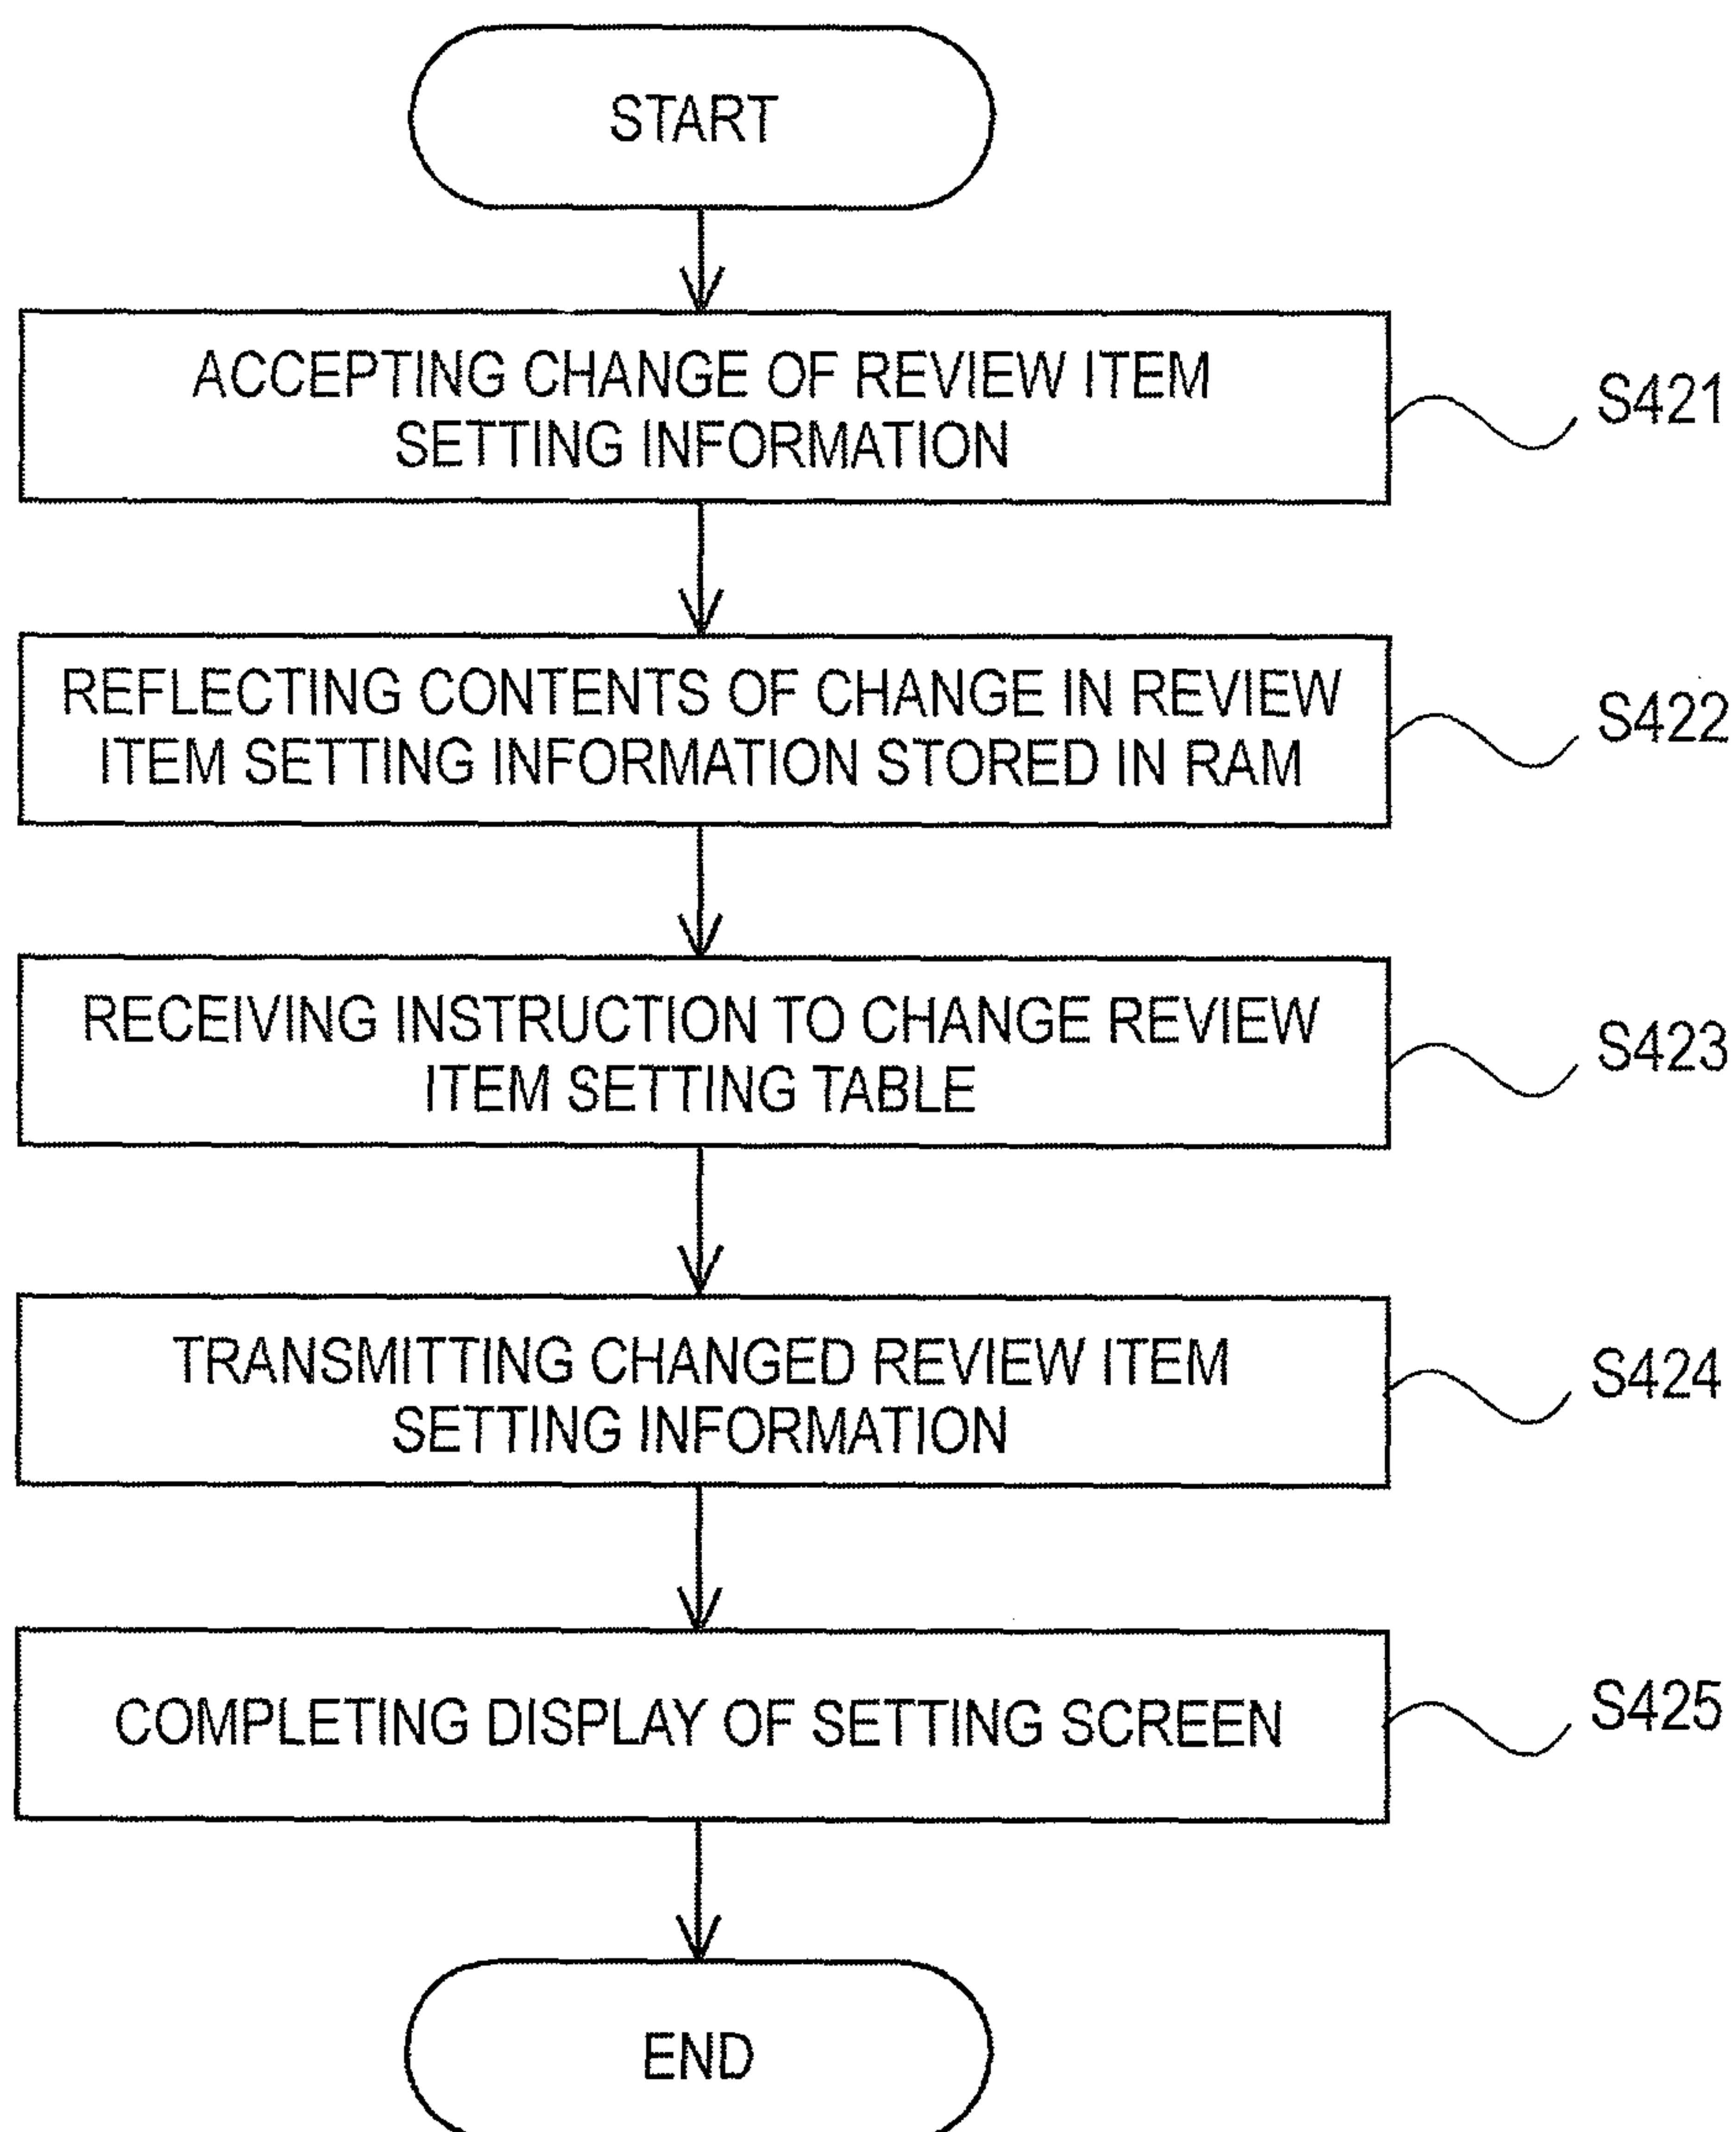 START
ACCEPTING CHANGE OF REVIEW ITEM
SETTING INFORMATION
S421
REFLECTING CONTENTS OF CHANGE IN REVIEW
ITEM SETTING INFORMATION STORED IN RAM
S422
RECEIVING INSTRUCTION TO CHANGE REVIEW
ITEM SETTING TABLE
S423
TRANSMITTING CHANGED REVIEW ITEM
SETTING INFORMATION
S424
COMPLETING DISPLAY OF SETTING SCREEN
S425
END